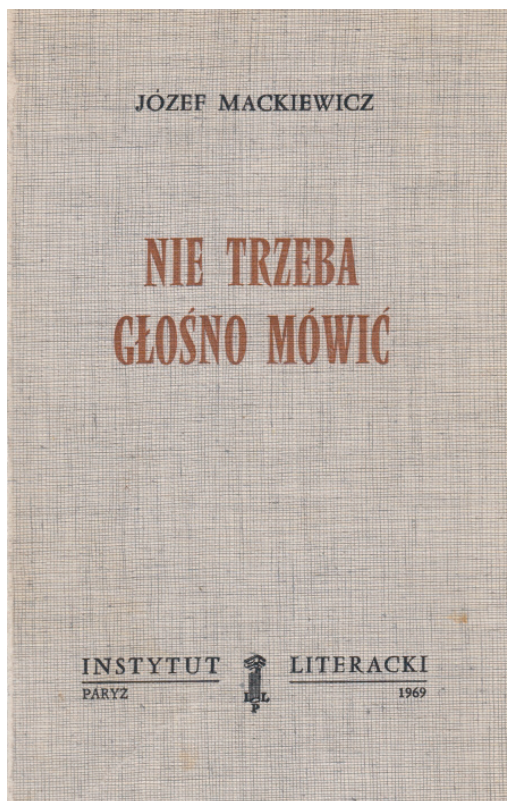 JÓZEF MACKIEWICZ
NIE TRZEBA
GŁOŚNO MÓWIĆ
INSTYTUT LITERACKI
PARYŻ 1969
I L
P